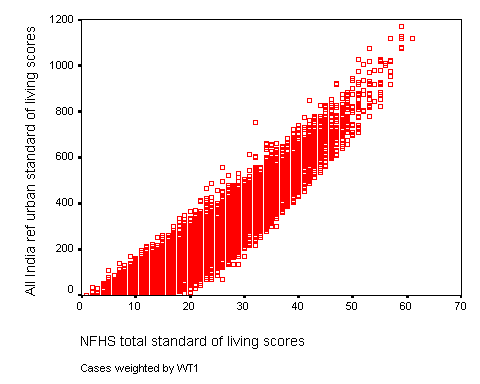 All India ref urban standard of living scores
1200
1000
800
600
400
200
0
0 10 20 30 40 50 60 70
NFHS total standard of living scores
Cases weighted by WT1